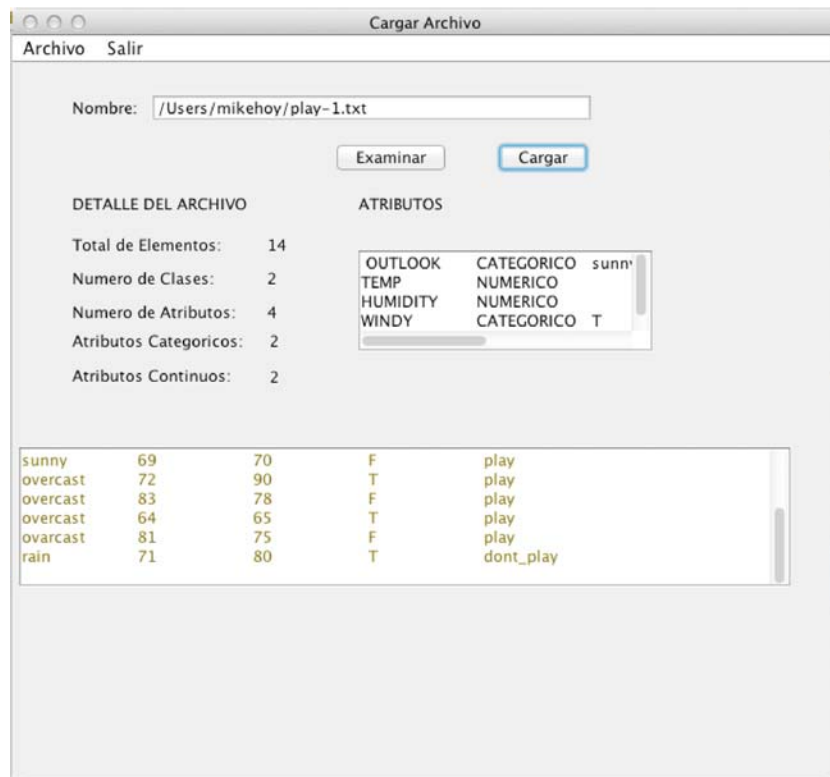 Cargar Archivo
Archivo Salir
Nombre: /Users/mikehoy/play-1.txt
Examinar Cargar
DETALLE DEL ARCHIVO ATRIBUTOS
Total de Elementos: 14
Numero de Clases: 2
Numero de Atributos: 4
Atributos Categoricos: 2
Atributos Continuos: 2
OUTLOOK CATEGORICO sunny
TEMP NUMERICO
HUMIDITY NUMERICO
WINDY CATEGORICO T
sunny 69 70 F play
overcast 72 90 T play
overcast 83 78 F play
overcast 64 65 T play
ovarcast 81 75 F play
rain 71 80 T dont_play